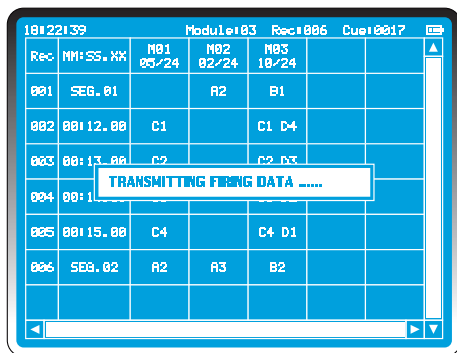 18:22:39 Module:03 Rec:006 Cue:0017
Rec MM:SS.XX M01 M02 M03
05/24 02/24 10/24
001 SEG.01 A2 B1
002 00:12.00 C1 C1 D4
003 00:13.00 C2 C2 D3
TRANSMITTING FIRING DATA ......
004 00:1
005 00:15.00 C4 C4 D1
006 SEG.02 A2 A3 B2